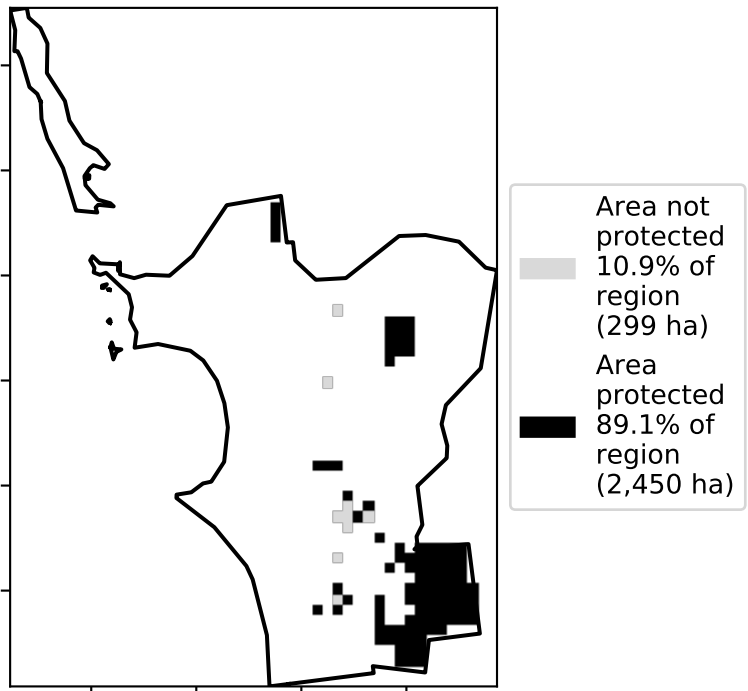 Area not
protected
10.9% of
region
(299 ha)
Area
protected
89.1% of
region
(2,450 ha)